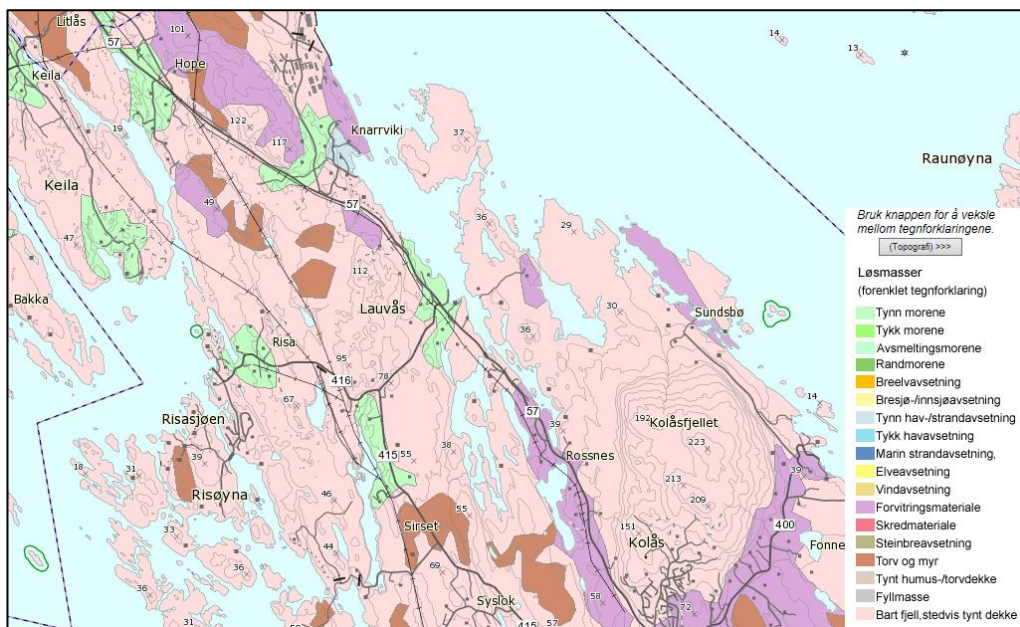 Litlås
101
57
Hope
Keila
19
122
117
Knarrviki
37
14
13
Raunøyna
Keila
49
57
36
29
47
112
Bakka
Lauvås
30
Sundsbø
Risa
36
95
416
78
14
67
192
Kolåsfjellet
223
Risasjøen
57
39
415
55
38
Rossnes
39
18
31
39
213
209
Risøyna
46
55
400
33
Sirset
151
Kolås
Fonne
44
69
36
36
58
72
Syslok
31
50
415
57
Bruk knappen for å veksle
mellom tegnforklaringene.
(Topografi) >>>
Løsmasser
(forenklet tegnforklaring)
Tynn morene
Tykk morene
Avsmeltingsmorene
Randmorene
Breelvavsetning
Bresjø-/innsjøavsetning
Tynn hav-/strandavsetning
Tykk havavsetning
Marin strandavsetning,
Elveavsetning
Vindavsetning
Forvitringsmateriale
Skredmateriale
Steinbreavsetning
Torv og myr
Tynt humus-/torvdekke
Fyllmasse
Bart fjell,stedvis tynt dekke